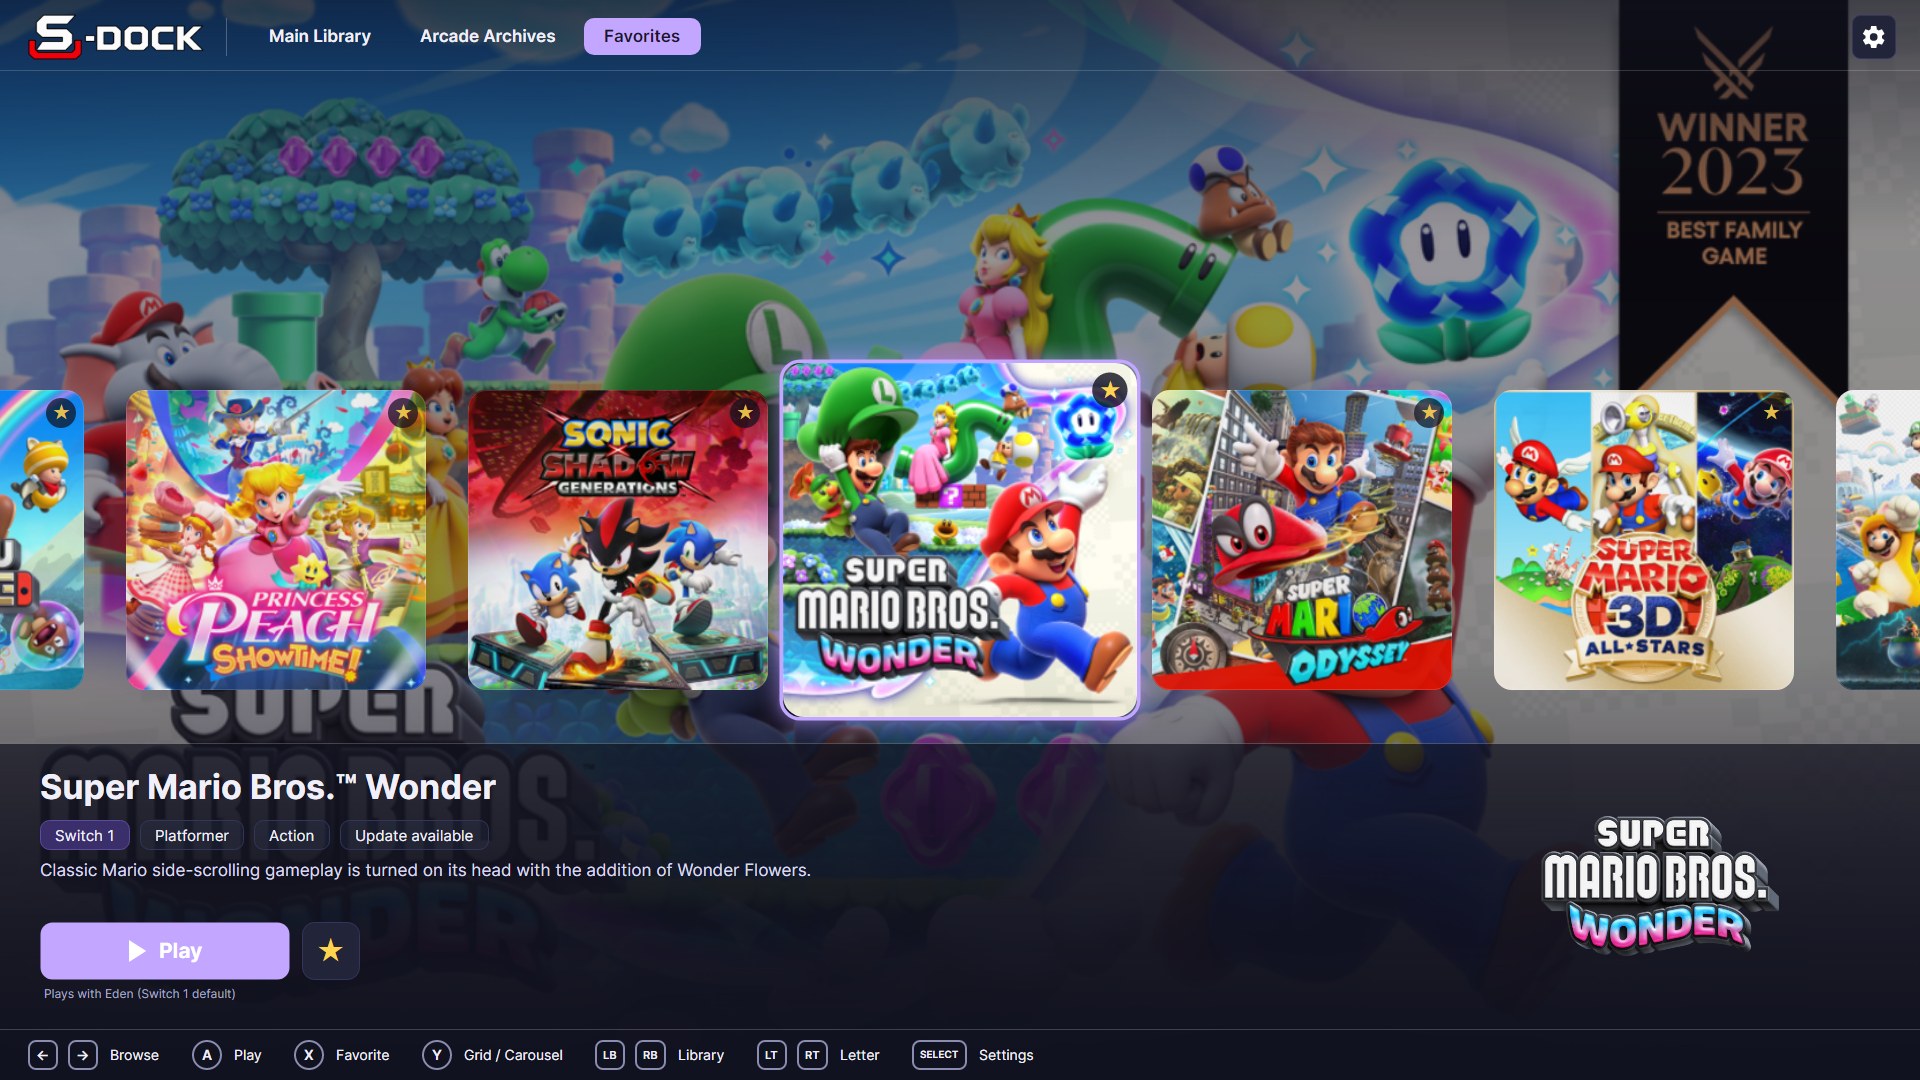 S-DOCK
Main Library
Arcade Archives
Favorites
WINNER
2023
BEST FAMILY
GAME
PRINCESS
PEACH
SHOWTIME!
SONIC
SHADOW
GENERATIONS
SUPER
MARIO BROS.
WONDER
SUPER
MARIO
ODYSSEY
SUPER
MARIO
3D
ALL★STARS
SUPER
MARIO BROS.
WONDER
Super Mario Bros.™ Wonder
Switch 1
Platformer
Action
Update available
Classic Mario side-scrolling gameplay is turned on its head with the addition of Wonder Flowers.
SUPER
MARIO BROS.
WONDER
Play
Plays with Eden (Switch 1 default)
← → Browse
A Play
X Favorite
Y Grid / Carousel
LB RB Library
LT RT Letter
SELECT Settings